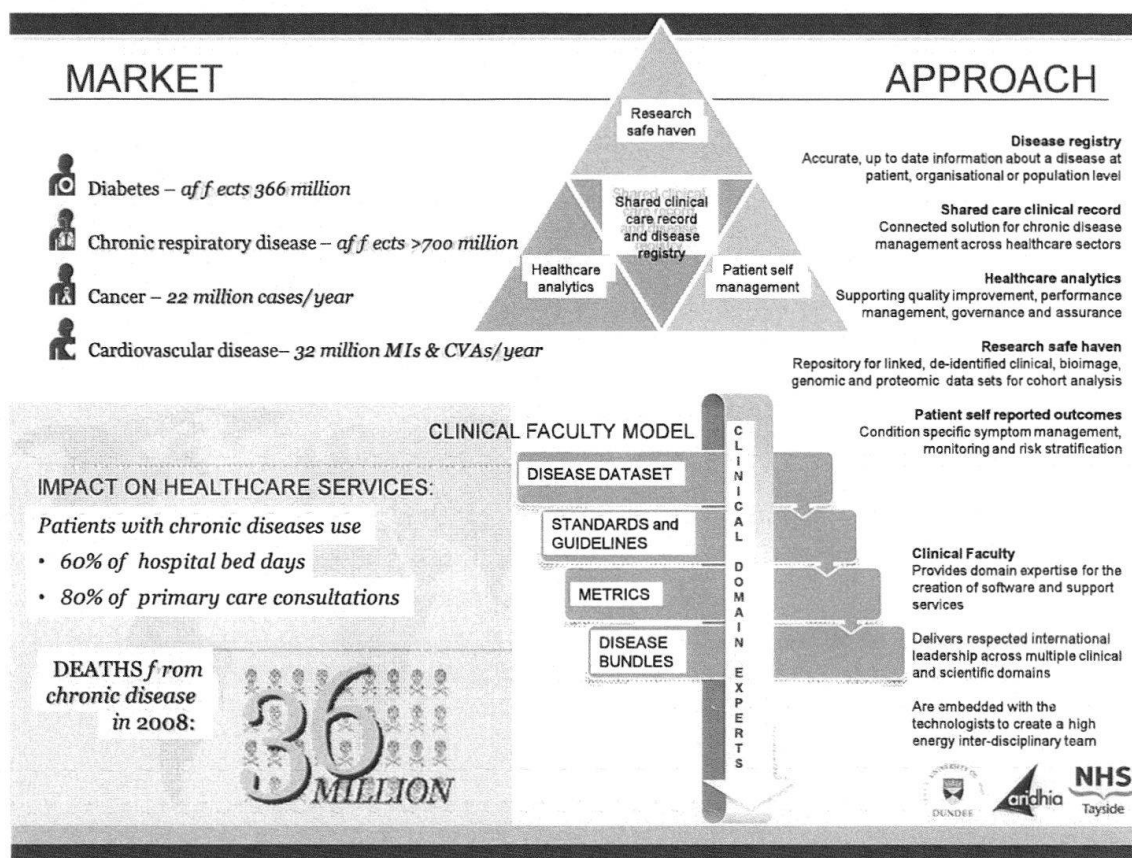 MARKET
Diabetes – affects 366 million
Chronic respiratory disease – affects >700 million
Cancer – 22 million cases/year
Cardiovascular disease– 32 million MIs & CVAs/year
IMPACT ON HEALTHCARE SERVICES:
Patients with chronic diseases use
• 60% of hospital bed days
• 80% of primary care consultations
DEATHS from
chronic disease
in 2008:
36
MILLION
Research
safe haven
Shared clinical
care record
and disease
registry
Healthcare
analytics
Patient self
management
CLINICAL FACULTY MODEL
DISEASE DATASET
STANDARDS and
GUIDELINES
METRICS
DISEASE
BUNDLES
CLINICAL DOMAIN EXPERTS
APPROACH
Disease registry
Accurate, up to date information about a disease at
patient, organisational or population level
Shared care clinical record
Connected solution for chronic disease
management across healthcare sectors
Healthcare analytics
Supporting quality improvement, performance
management, governance and assurance
Research safe haven
Repository for linked, de-identified clinical, bioimage,
genomic and proteomic data sets for cohort analysis
Patient self reported outcomes
Condition specific symptom management,
monitoring and risk stratification
Clinical Faculty
Provides domain expertise for the
creation of software and support
services
Delivers respected international
leadership across multiple clinical
and scientific domains
Are embedded with the
technologists to create a high
energy inter-disciplinary team
UNIVERSITY OF
DUNDEE
aridhia
NHS
Tayside